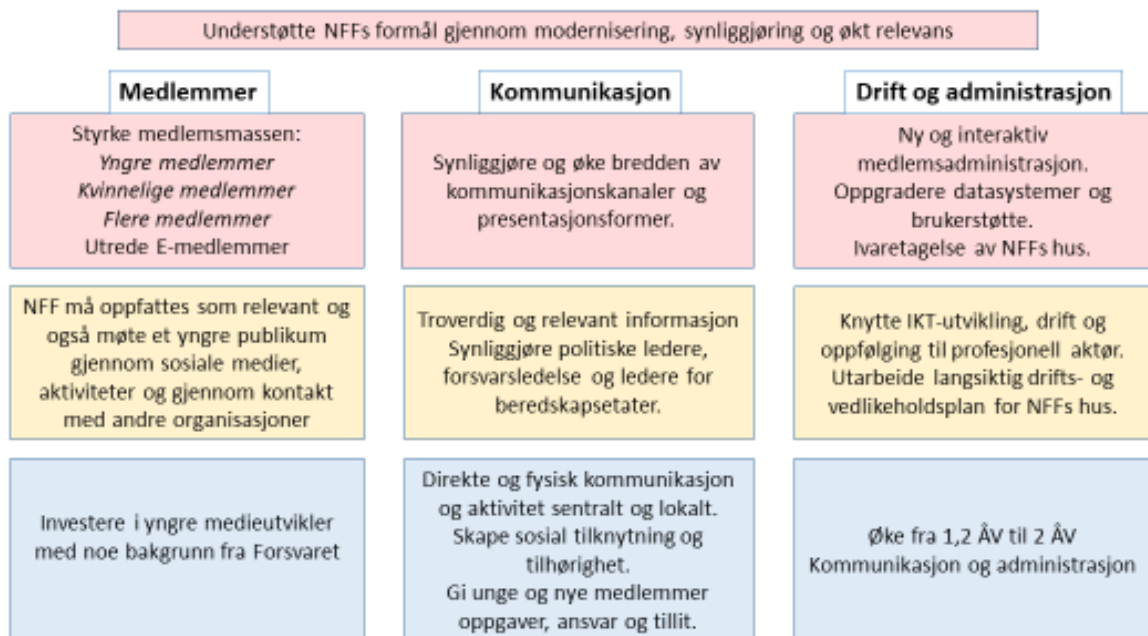 Understøtte NFFs formål gjennom modernisering, synliggjøring og økt relevans
Medlemmer
Styrke medlemsmassen:
Yngre medlemmer
Kvinnelige medlemmer
Flere medlemmer
Utrede E-medlemmer
NFF må oppfattes som relevant og
også møte et yngre publikum
gjennom sosiale medier,
aktiviteter og gjennom kontakt
med andre organisasjoner
Investere i yngre medieutvikler
med noe bakgrunn fra Forsvaret
Kommunikasjon
Synliggjøre og øke bredden av
kommunikasjonskanaler og
presentasjonsformer.
Troverdig og relevant informasjon
Synliggjøre politiske ledere,
forsvarsledelse og ledere for
beredskapsetater.
Direkte og fysisk kommunikasjon
og aktivitet sentralt og lokalt.
Skape sosial tilknytning og
tilhørighet.
Gi unge og nye medlemmer
oppgaver, ansvar og tillit.
Drift og administrasjon
Ny og interaktiv
medlemsadministrasjon.
Oppgradere datasystemer og
brukerstøtte.
Ivaretagelse av NFFs hus.
Knytte IKT-utvikling, drift og
oppfølging til profesjonell aktør.
Utarbeide langsiktig drifts- og
vedlikeholdsplan for NFFs hus.
Øke fra 1,2 ÅV til 2 ÅV
Kommunikasjon og administrasjon